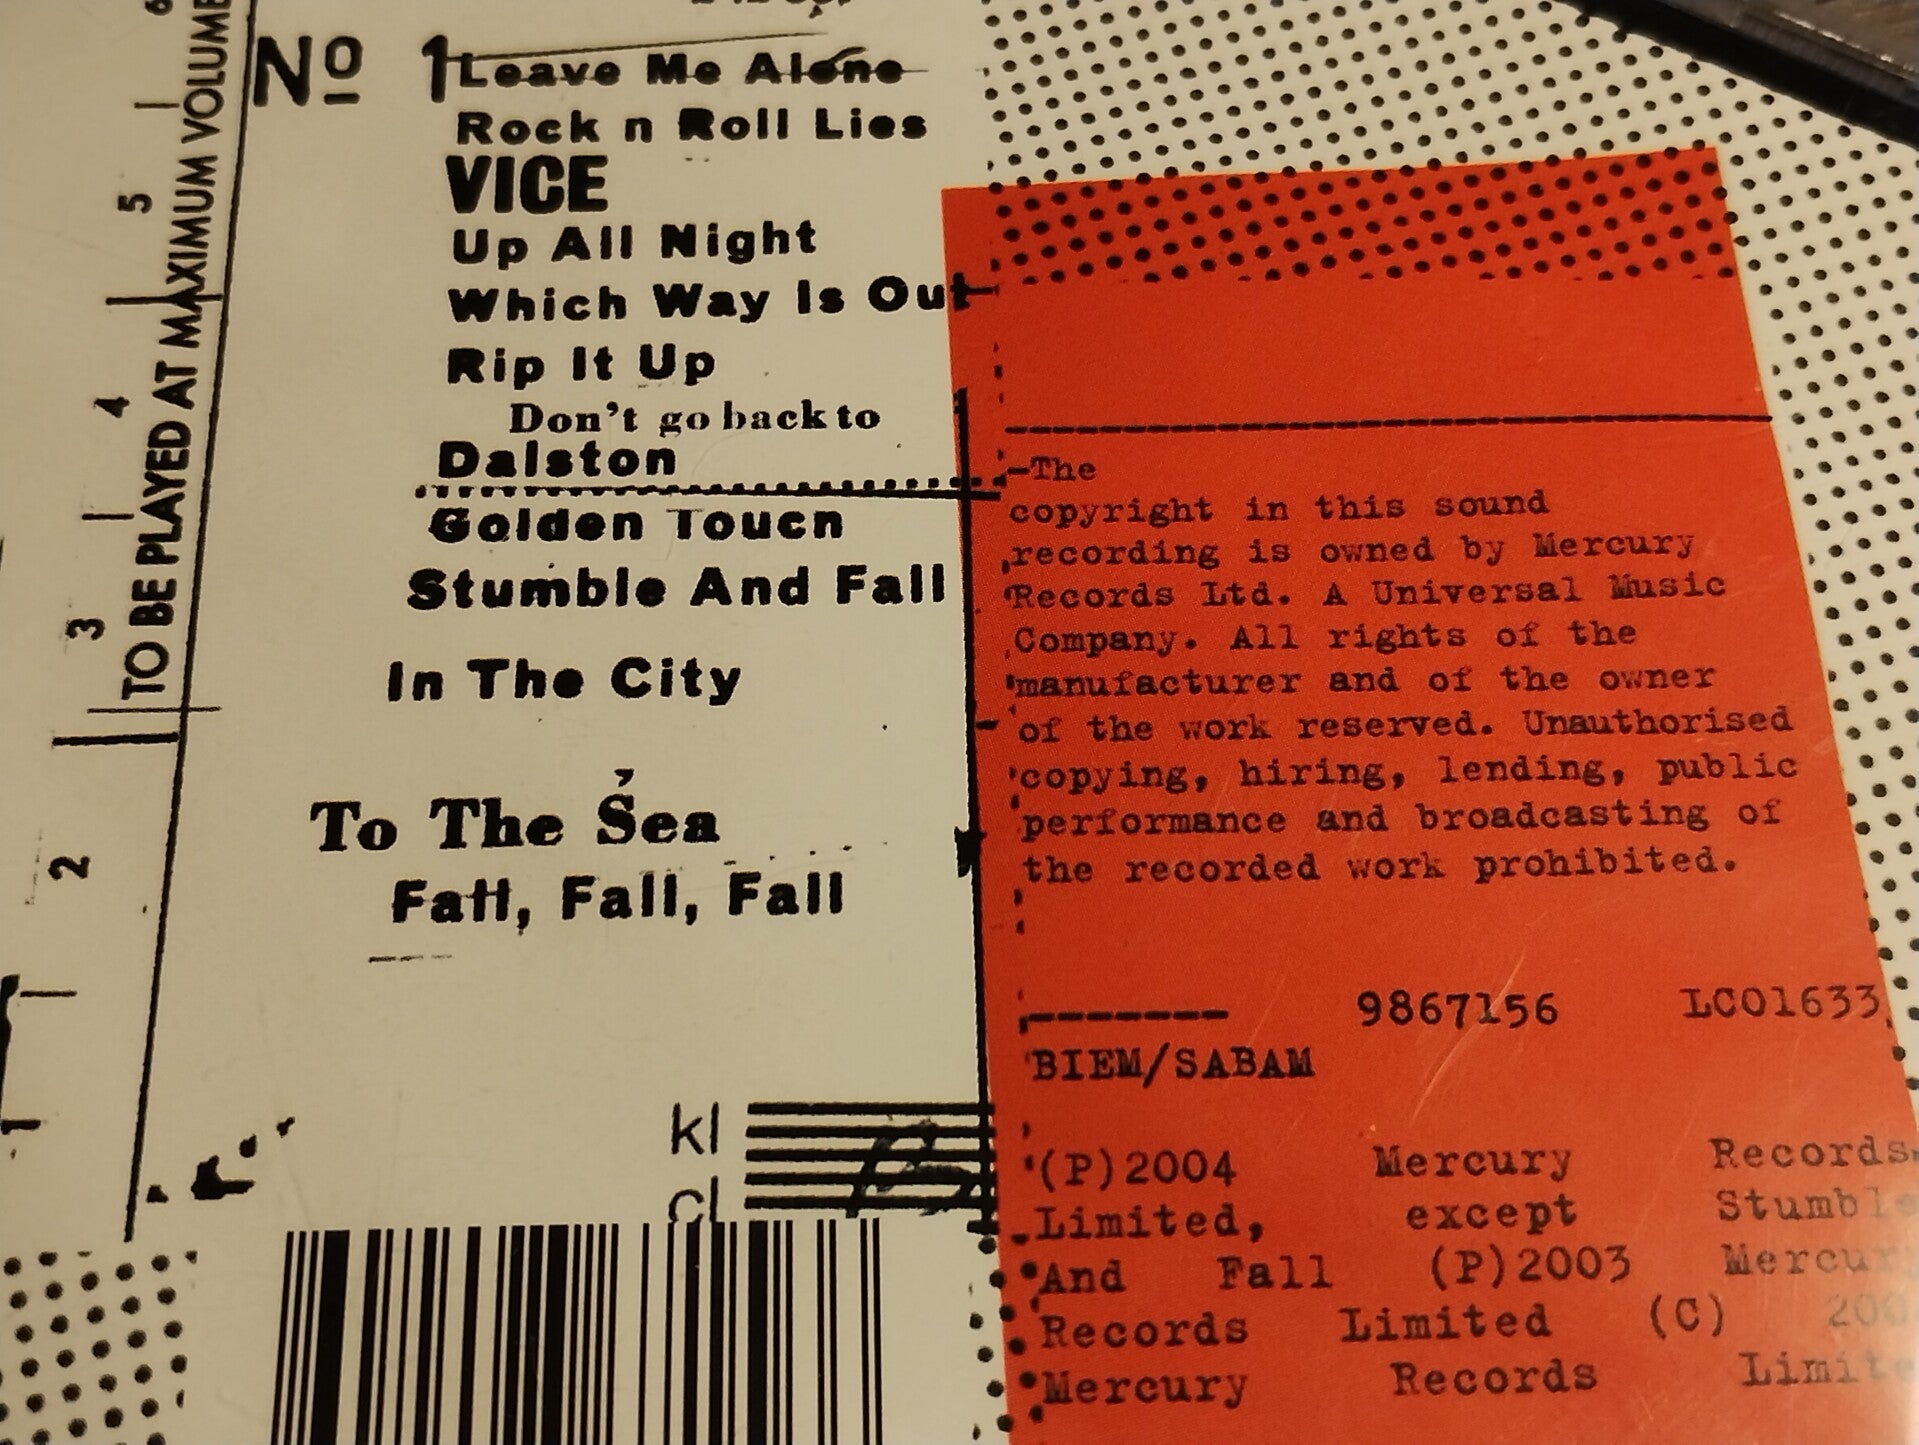 6
TO BE PLAYED AT MAXIMUM VOLUME
5
4
3
2
1
No 1
Leave Me Alone
Rock n Roll Lies
VICE
Up All Night
Which Way Is Out
Rip It Up
Don't go back to
Dalston
Golden Touch
Stumble And Fall
In The City
To The Sea
Fall, Fall, Fall
kl
cl
-The
copyright in this sound
recording is owned by Mercury
Records Ltd. A Universal Music
Company. All rights of the
manufacturer and of the owner
of the work reserved. Unauthorised
copying, hiring, lending, public
performance and broadcasting of
the recorded work prohibited.
9867156 LC01633
BIEM/SABAM
(P)2004 Mercury Records
Limited, except Stumble
And Fall (P)2003 Mercury
Records Limited (C)
Mercury Records Limite